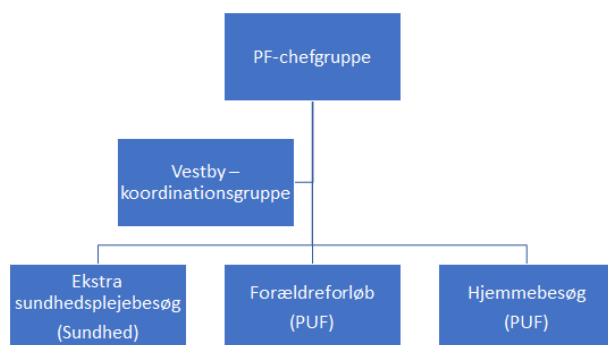 PF-chefgruppe
Vestby –
koordinationsgruppe
Ekstra
sundhedsplejebesøg
(Sundhed)
Forældreforløb
(PUF)
Hjemmebesøg
(PUF)